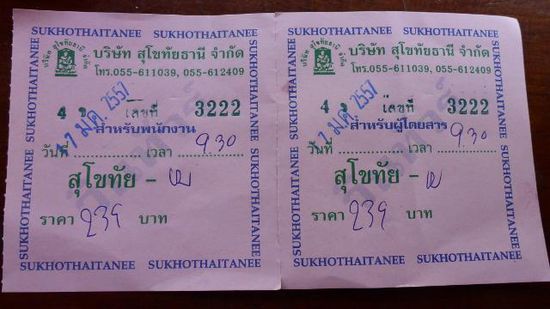 SUKHOTHAITANEE SUKHOTHAITANEE
บริษัท สุโขทัยธานี จำกัด
โทร.055-611039, 055-612409
เลขที่ 3222
ม.ค. 2557
สำหรับพนักงาน
วันที่ เวลา 9.30
สุโขทัย -
ราคา 239 บาท
SUKHOTHAITANEE SUKHOTHAITANEE
SUKHOTHAITANEE
SUKHOTHAITANEE
SUKHOTHAITANEE SUKHOTHAITANEE
บริษัท สุโขทัยธานี จำกัด
โทร.055-611039, 055-612409
เลขที่ 3222
ม.ค. 2557
สำหรับผู้โดยสาร
วันที่ เวลา 9.30
สุโขทัย -
ราคา 239 บาท
SUKHOTHAITANEE SUKHOTHAITANEE
SUKHOTHAITANEE
SUKHOTHAITANEE